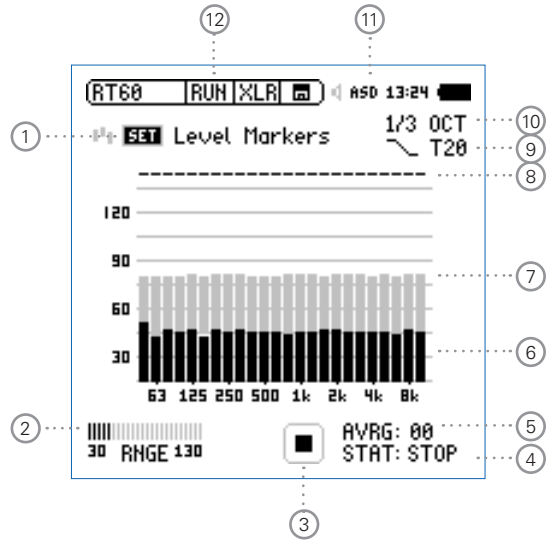 12
11
RT60 RUN XLR ASD 13:24
1 SET Level Markers 1/3 OCT 10
T20 9
8
120
90 7
60
30 6
63 125 250 500 1k 2k 4k 8k
2 AVRG: 00 5
30 RNGE 130 STAT: STOP 4
3